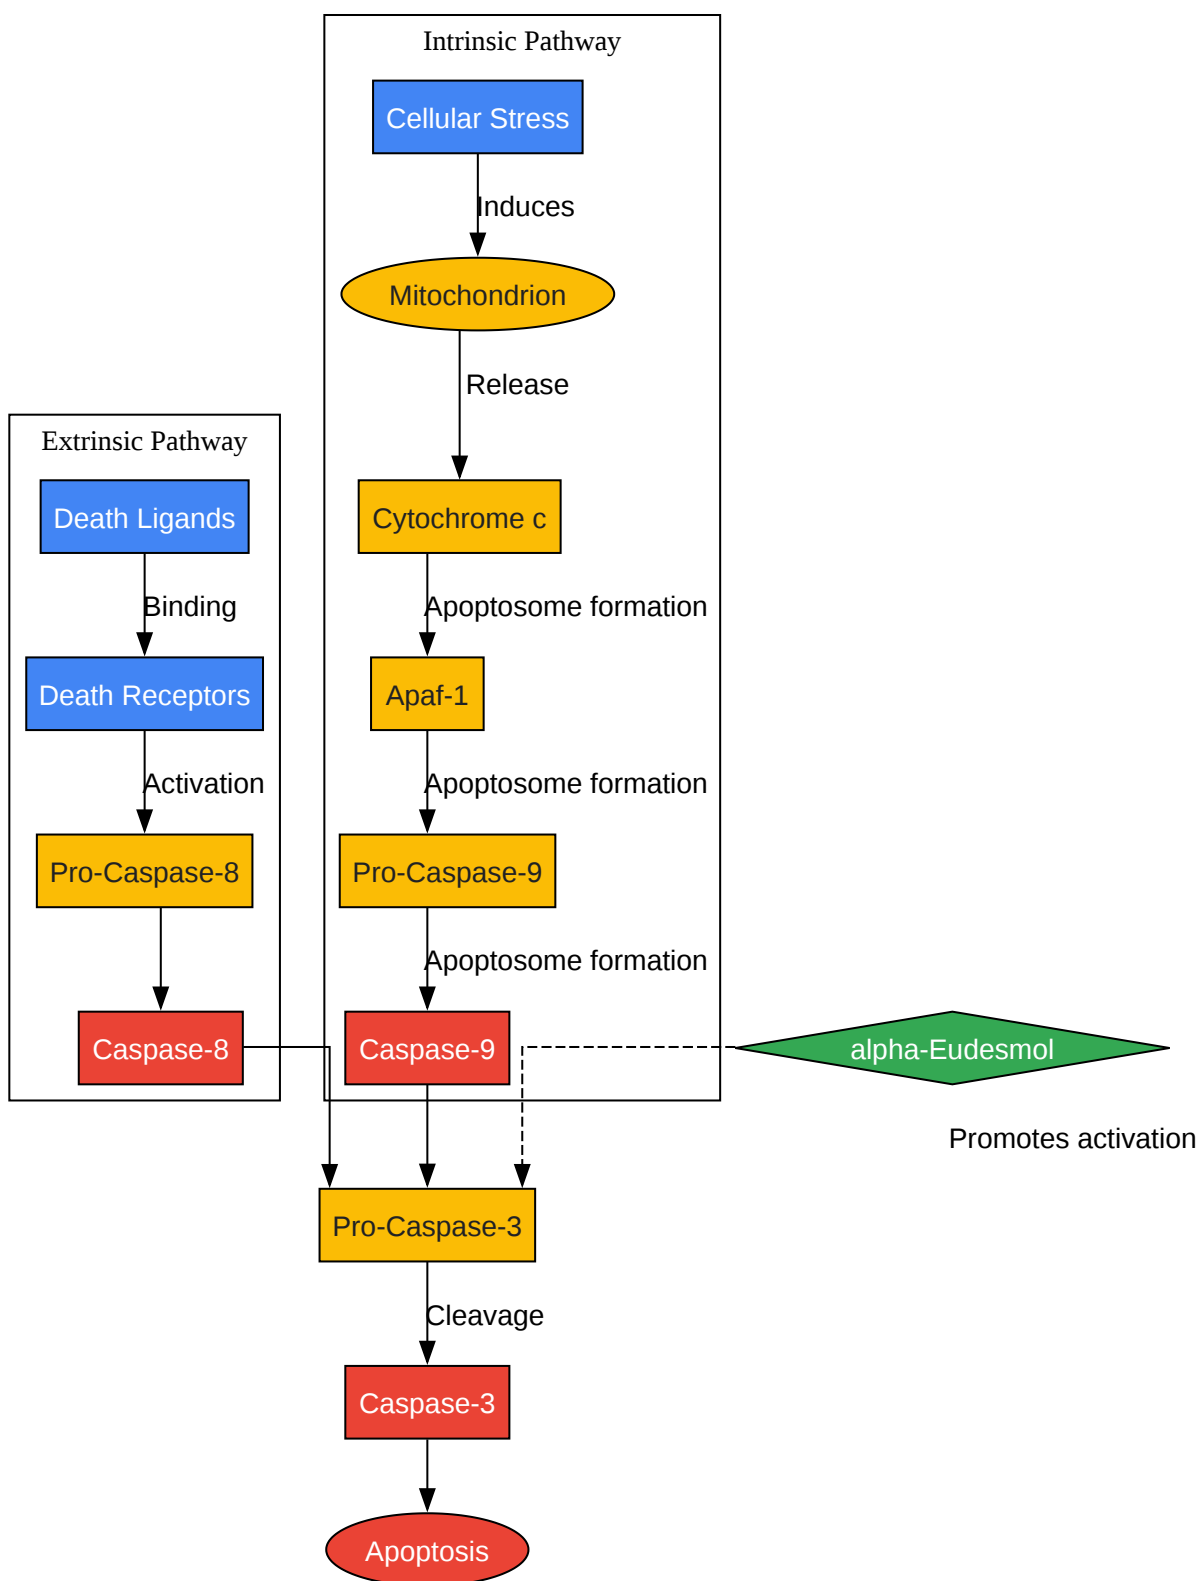 Intrinsic Pathway
Cellular Stress
Induces
Mitochondrion
Release
Extrinsic Pathway
Death Ligands
Cytochrome c
Binding
Apoptosome formation
Death Receptors
Apaf-1
Activation
Apoptosome formation
Pro-Caspase-8
Pro-Caspase-9
Apoptosome formation
Caspase-8
Caspase-9
alpha-Eudesmol
Promotes activation
Pro-Caspase-3
Cleavage
Caspase-3
Apoptosis